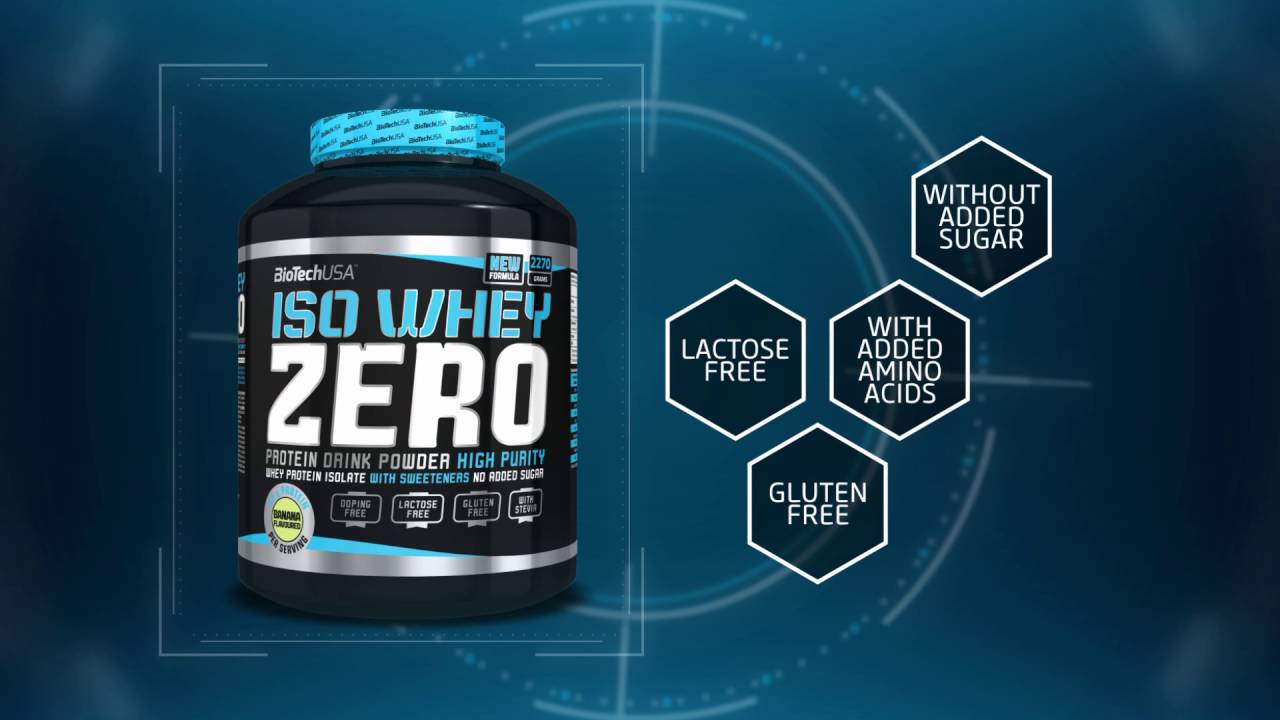 BioTechUSA
NEW
FORMULA
2270
GRAMS
ISO WHEY
ZERO
PROTEIN DRINK POWDER HIGH PURITY
WHEY PROTEIN ISOLATE WITH SWEETENERS NO ADDED SUGAR
BANANA
FLAVOURED
PER SERVING
DOPING
FREE
LACTOSE
FREE
GLUTEN
FREE
WITH
STEVIA
WITHOUT
ADDED
SUGAR
LACTOSE
FREE
WITH
ADDED
AMINO
ACIDS
GLUTEN
FREE